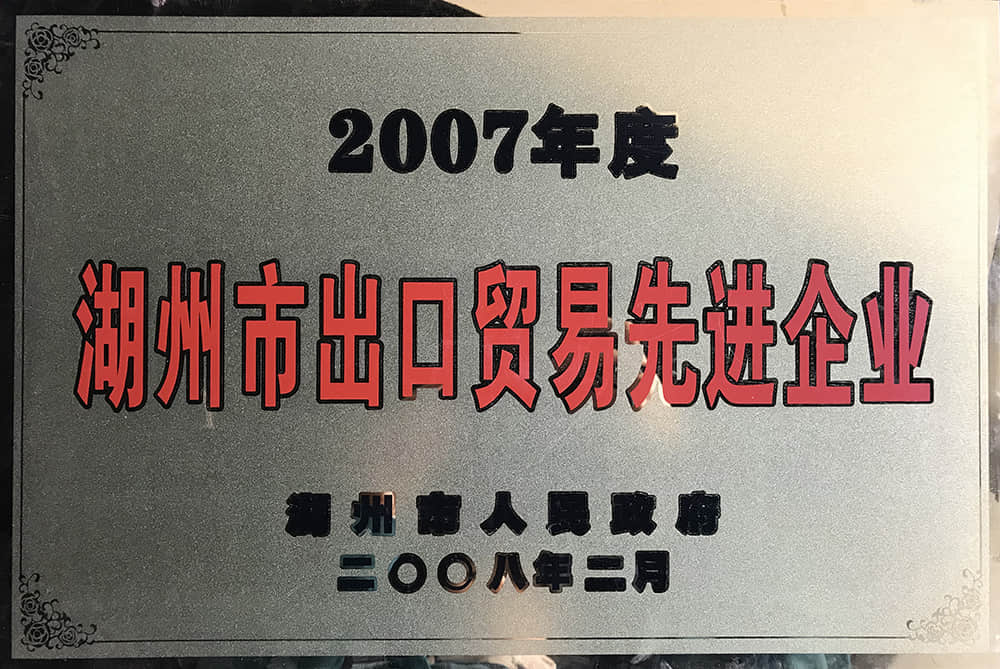 2007年度
湖州市出口贸易先进企业
湖州市人民政府
二〇〇八年二月